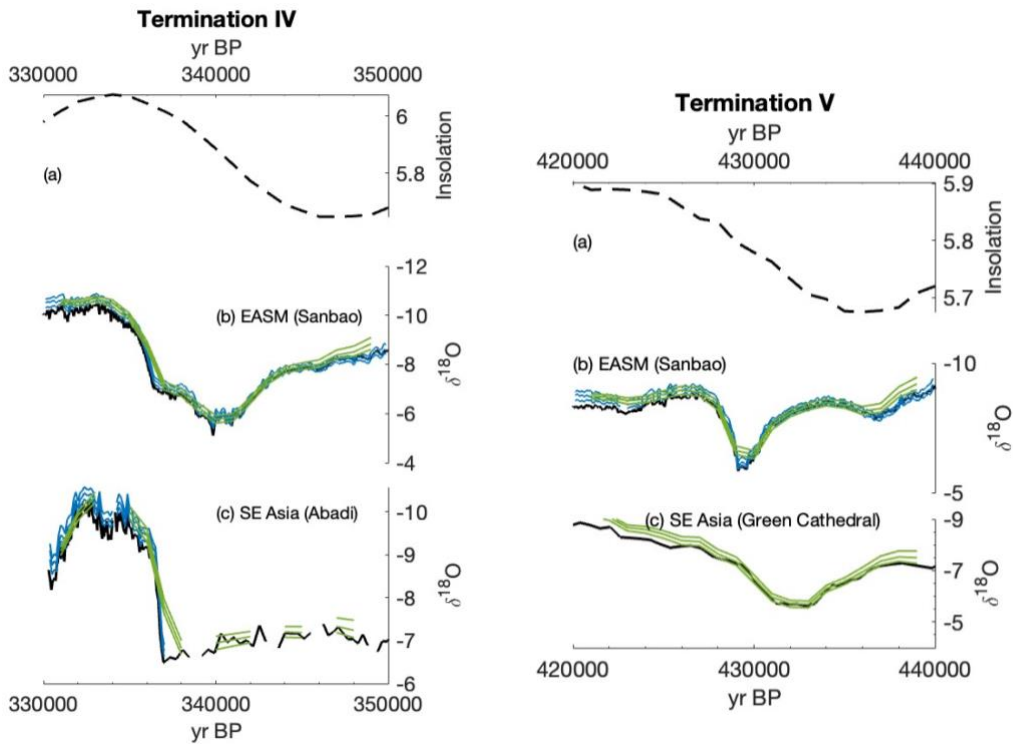 Termination IV
yr BP
330000 340000 350000
6
5.8
Insolation
(a)
-12
-10
-8
-6
-4
(b) EASM (Sanbao)
δ18O
-10
-9
-8
-7
-6
(c) SE Asia (Abadi)
δ18O
330000 340000 350000
yr BP
Termination V
yr BP
420000 430000 440000
5.9
5.8
5.7
Insolation
(a)
(b) EASM (Sanbao)
-10
-5
δ18O
(c) SE Asia (Green Cathedral)
-9
-7
-5
δ18O
420000 430000 440000
yr BP